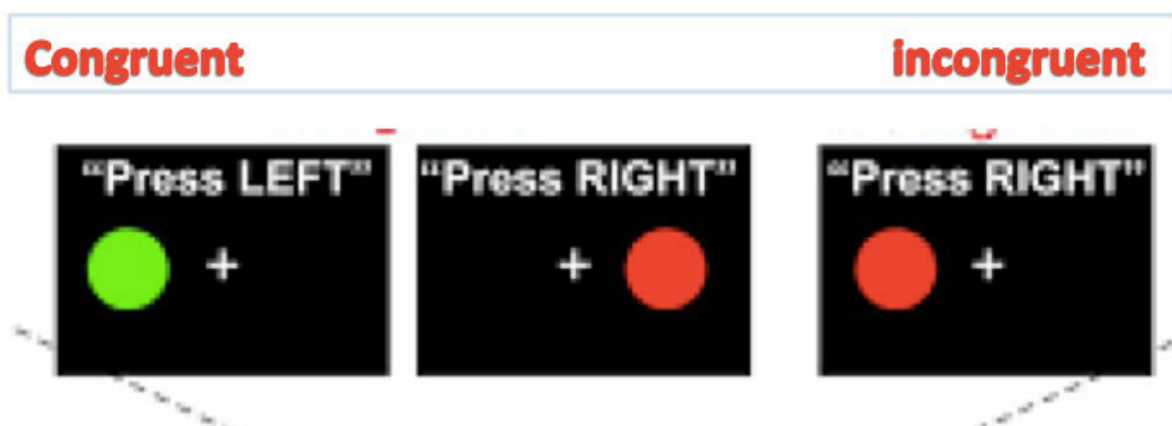 Congruent incongruent
“Press LEFT” “Press RIGHT” “Press RIGHT”